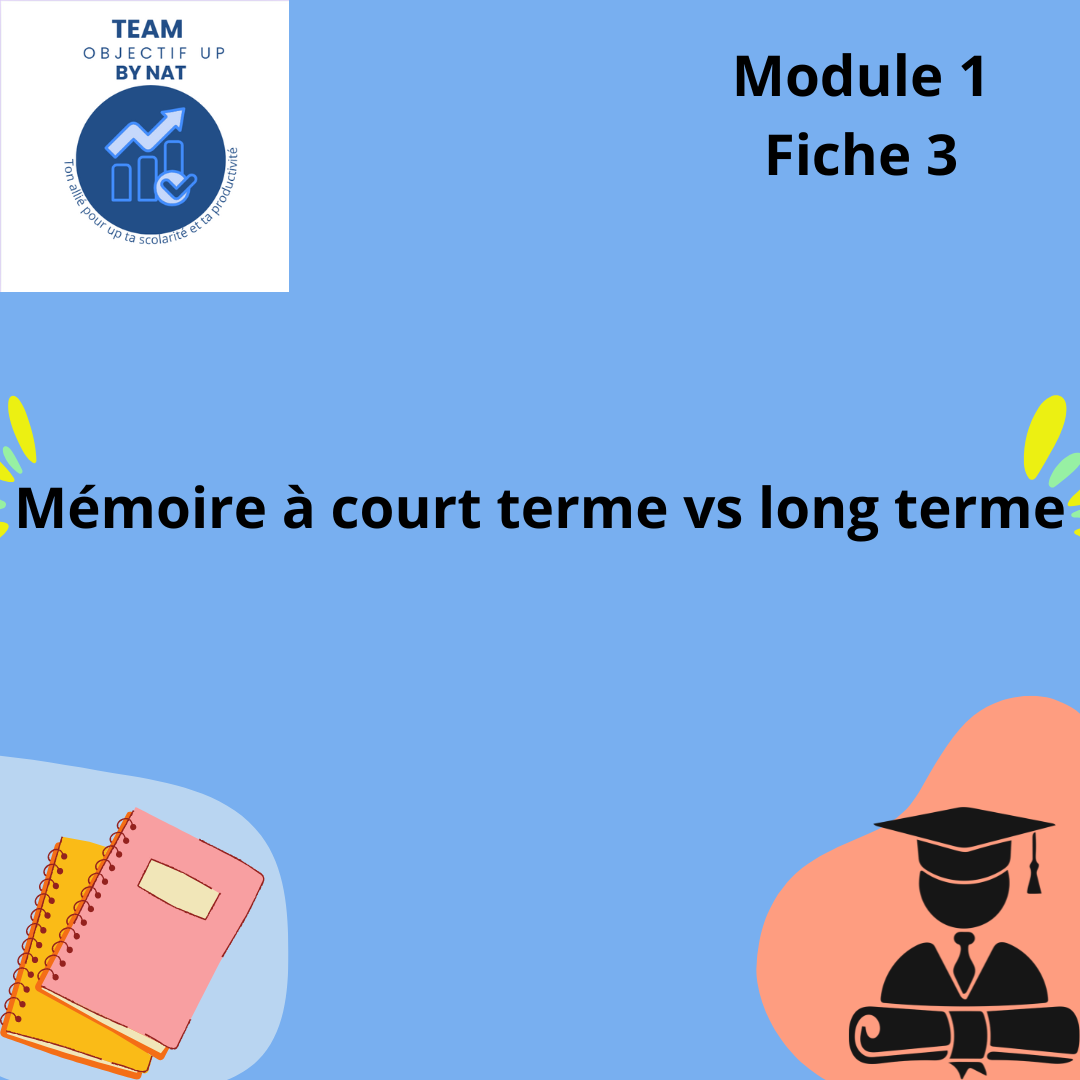 TEAM
OBJECTIF UP
BY NAT
Ton allié pour up ta scolarité et ta productivité
Module 1
Fiche 3
Mémoire à court terme vs long terme